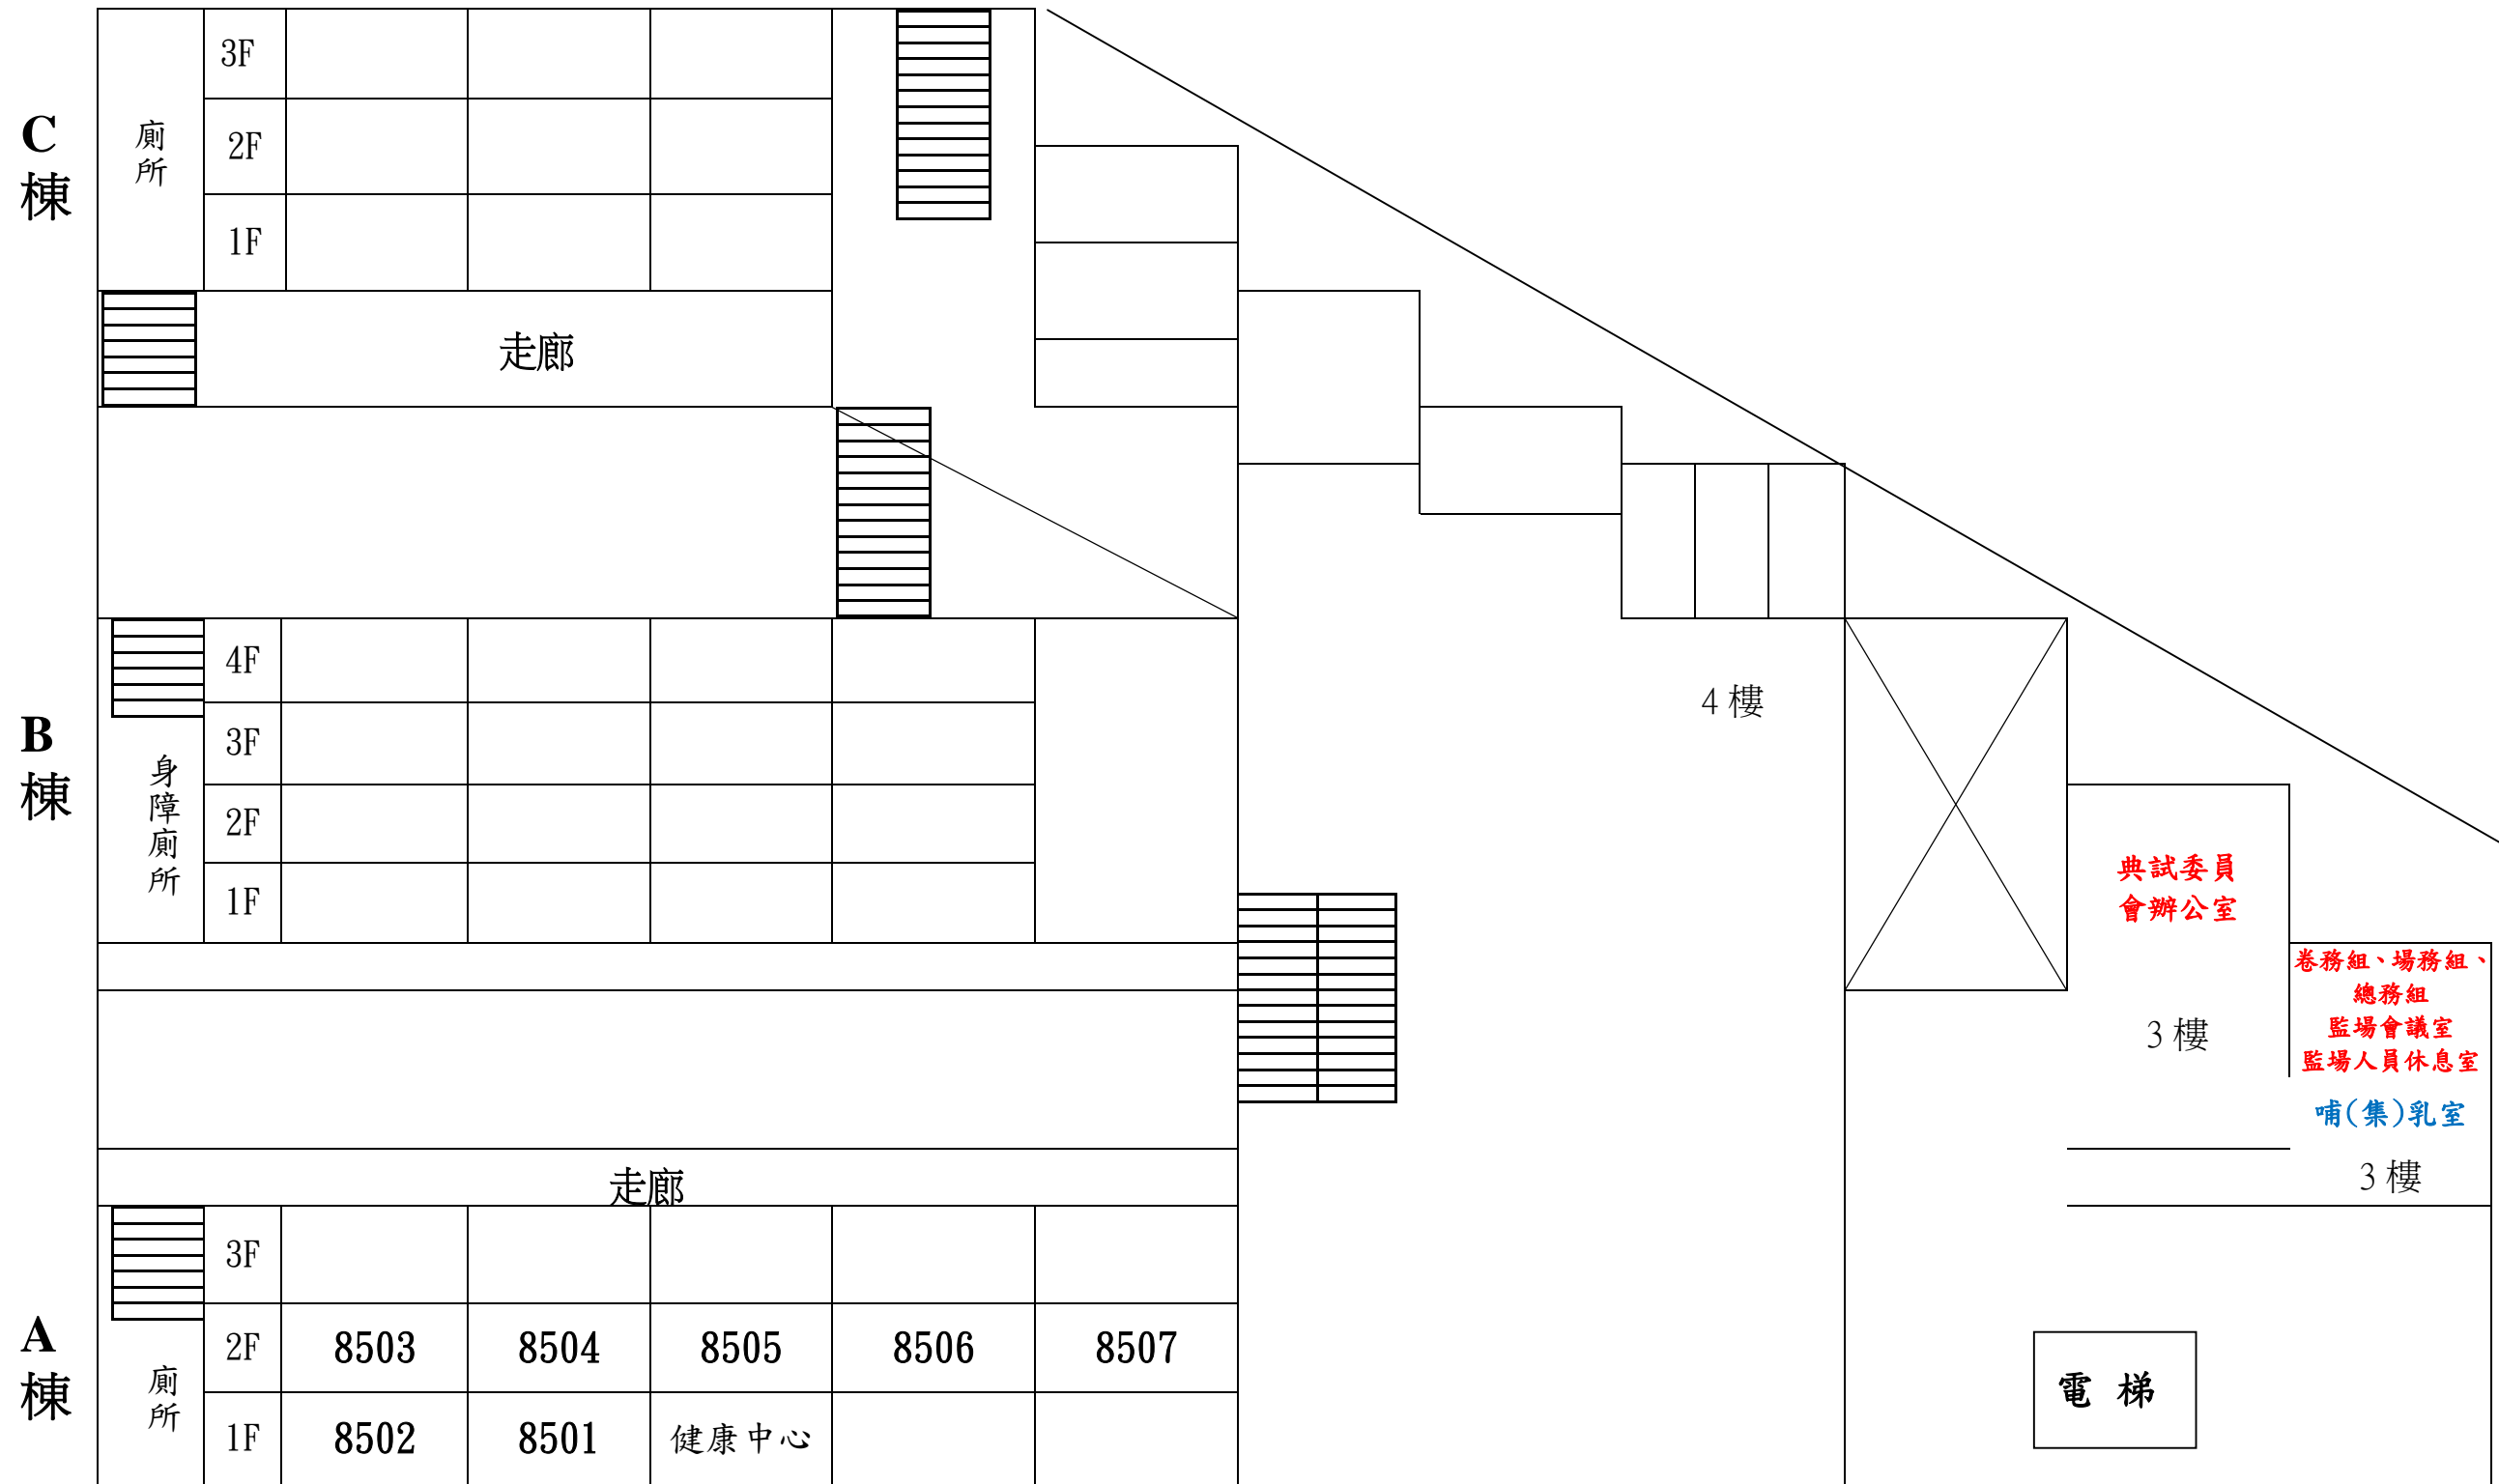 C
棟
廁
所
3F
2F
1F
走廊
B
棟
身
障
廁
所
4F
3F
2F
1F
4 樓
典試委員
會辦公室
3 樓
卷務組、場務組、
總務組
監場會議室
監場人員休息室
哺(集)乳室
3 樓
走廊
A
棟
廁
所
3F
2F 8503 8504 8505 8506 8507
1F 8502 8501 健康中心
電 梯